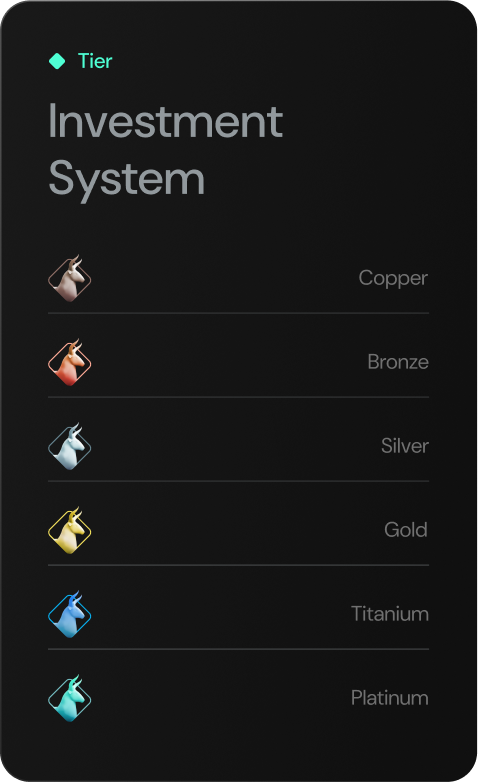 Tier
Investment
System
Copper
Bronze
Silver
Gold
Titanium
Platinum